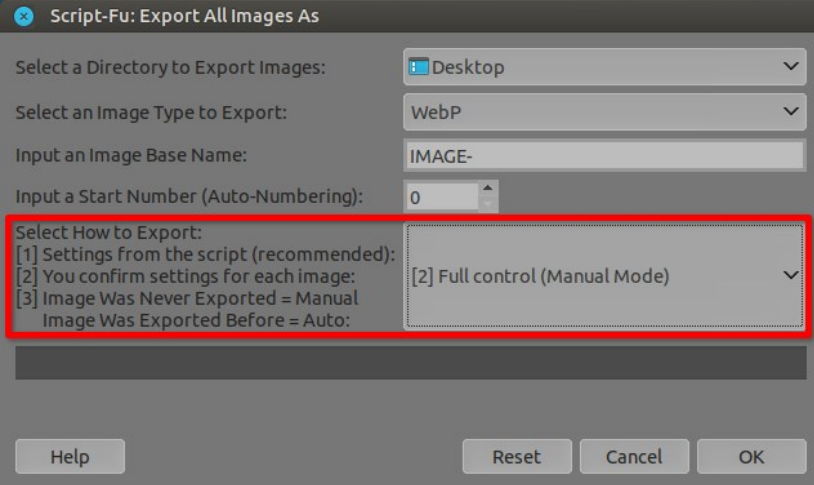 Script-Fu: Export All Images As
Select a Directory to Export Images: Desktop
Select an Image Type to Export: WebP
Input an Image Base Name: IMAGE-
Input a Start Number (Auto-Numbering): 0
Select How to Export:
[1] Settings from the script (recommended):
[2] You confirm settings for each image: [2] Full control (Manual Mode)
[3] Image Was Never Exported = Manual
Image Was Exported Before = Auto:
Help Reset Cancel OK